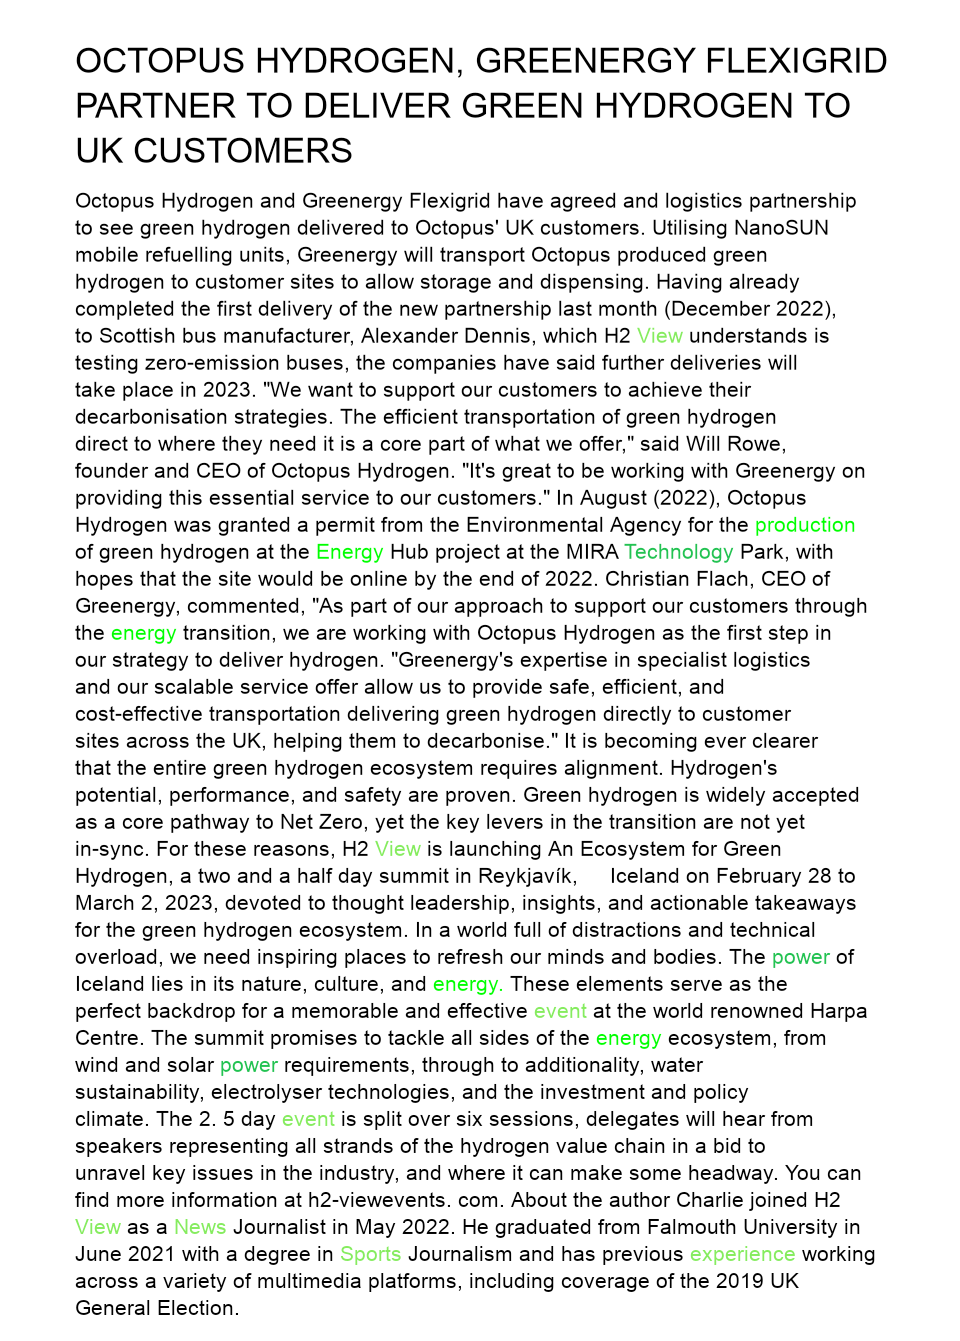 OCTOPUS HYDROGEN, GREENERGY FLEXIGRID
PARTNER TO DELIVER GREEN HYDROGEN TO
UK CUSTOMERS
Octopus Hydrogen and Greenergy Flexigrid have agreed and logistics partnership
to see green hydrogen delivered to Octopus' UK customers. Utilising NanoSUN
mobile refuelling units, Greenergy will transport Octopus produced green
hydrogen to customer sites to allow storage and dispensing. Having already
completed the first delivery of the new partnership last month (December 2022),
to Scottish bus manufacturer, Alexander Dennis, which H2 View understands is
testing zero-emission buses, the companies have said further deliveries will
take place in 2023. "We want to support our customers to achieve their
decarbonisation strategies. The efficient transportation of green hydrogen
direct to where they need it is a core part of what we offer," said Will Rowe,
founder and CEO of Octopus Hydrogen. "It's great to be working with Greenergy on
providing this essential service to our customers." In August (2022), Octopus
Hydrogen was granted a permit from the Environmental Agency for the production
of green hydrogen at the Energy Hub project at the MIRA Technology Park, with
hopes that the site would be online by the end of 2022. Christian Flach, CEO of
Greenergy, commented, "As part of our approach to support our customers through
the energy transition, we are working with Octopus Hydrogen as the first step in
our strategy to deliver hydrogen. "Greenergy's expertise in specialist logistics
and our scalable service offer allow us to provide safe, efficient, and
cost-effective transportation delivering green hydrogen directly to customer
sites across the UK, helping them to decarbonise." It is becoming ever clearer
that the entire green hydrogen ecosystem requires alignment. Hydrogen's
potential, performance, and safety are proven. Green hydrogen is widely accepted
as a core pathway to Net Zero, yet the key levers in the transition are not yet
in-sync. For these reasons, H2 View is launching An Ecosystem for Green
Hydrogen, a two and a half day summit in Reykjavík, Iceland on February 28 to
March 2, 2023, devoted to thought leadership, insights, and actionable takeaways
for the green hydrogen ecosystem. In a world full of distractions and technical
overload, we need inspiring places to refresh our minds and bodies. The power of
Iceland lies in its nature, culture, and energy. These elements serve as the
perfect backdrop for a memorable and effective event at the world renowned Harpa
Centre. The summit promises to tackle all sides of the energy ecosystem, from
wind and solar power requirements, through to additionality, water
sustainability, electrolyser technologies, and the investment and policy
climate. The 2. 5 day event is split over six sessions, delegates will hear from
speakers representing all strands of the hydrogen value chain in a bid to
unravel key issues in the industry, and where it can make some headway. You can
find more information at h2-viewevents. com. About the author Charlie joined H2
View as a News Journalist in May 2022. He graduated from Falmouth University in
June 2021 with a degree in Sports Journalism and has previous experience working
across a variety of multimedia platforms, including coverage of the 2019 UK
General Election.